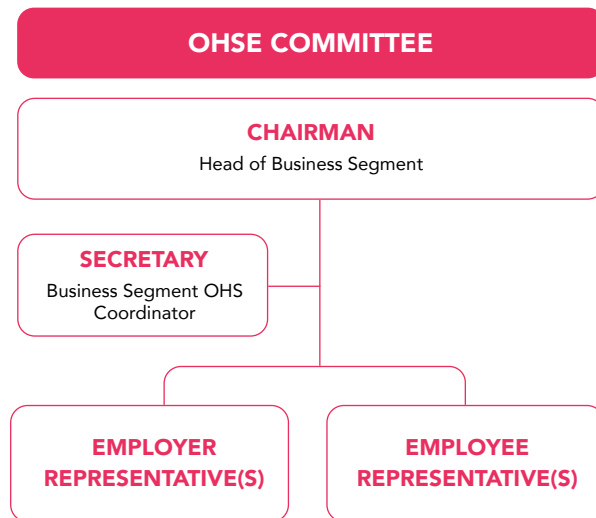 OHSE COMMITTEE
CHAIRMAN
Head of Business Segment
SECRETARY
Business Segment OHS
Coordinator
EMPLOYER
REPRESENTATIVE(S)
EMPLOYEE
REPRESENTATIVE(S)